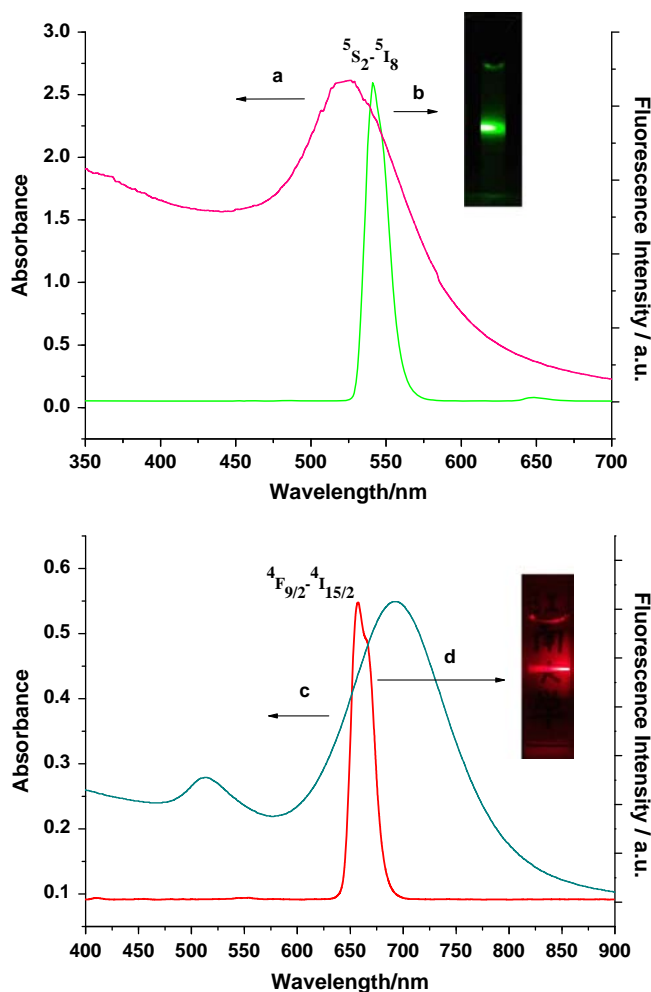 ⁵S₂-⁵I₈
a
b
3.0
2.5
2.0
1.5
1.0
0.5
0.0
Absorbance
Fluorescence Intensity / a.u.
350 400 450 500 550 600 650 700
Wavelength/nm
⁴F₉/₂-⁴I₁₅/₂
c
d
0.6
0.5
0.4
0.3
0.2
0.1
Absorbance
Fluorescence Intensity / a.u.
400 450 500 550 600 650 700 750 800 850 900
Wavelength/nm